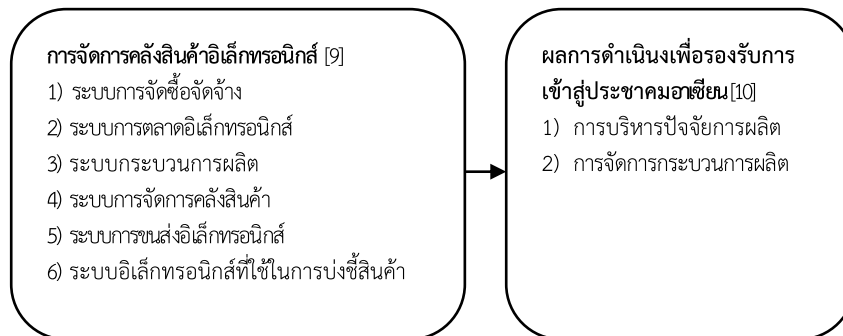 การจัดการคลังสินค้าอิเล็กทรอนิกส์ [9]
1) ระบบการจัดซื้อจัดจ้าง
2) ระบบการตลาดอิเล็กทรอนิกส์
3) ระบบกระบวนการผลิต
4) ระบบการจัดการคลังสินค้า
5) ระบบการขนส่งอิเล็กทรอนิกส์
6) ระบบอิเล็กทรอนิกส์ที่ใช้ในการบ่งชี้สินค้า
ผลการดำเนินงเพื่อรองรับการ
เข้าสู่ประชาคมอาเซียน[10]
1) การบริหารปัจจัยการผลิต
2) การจัดการกระบวนการผลิต